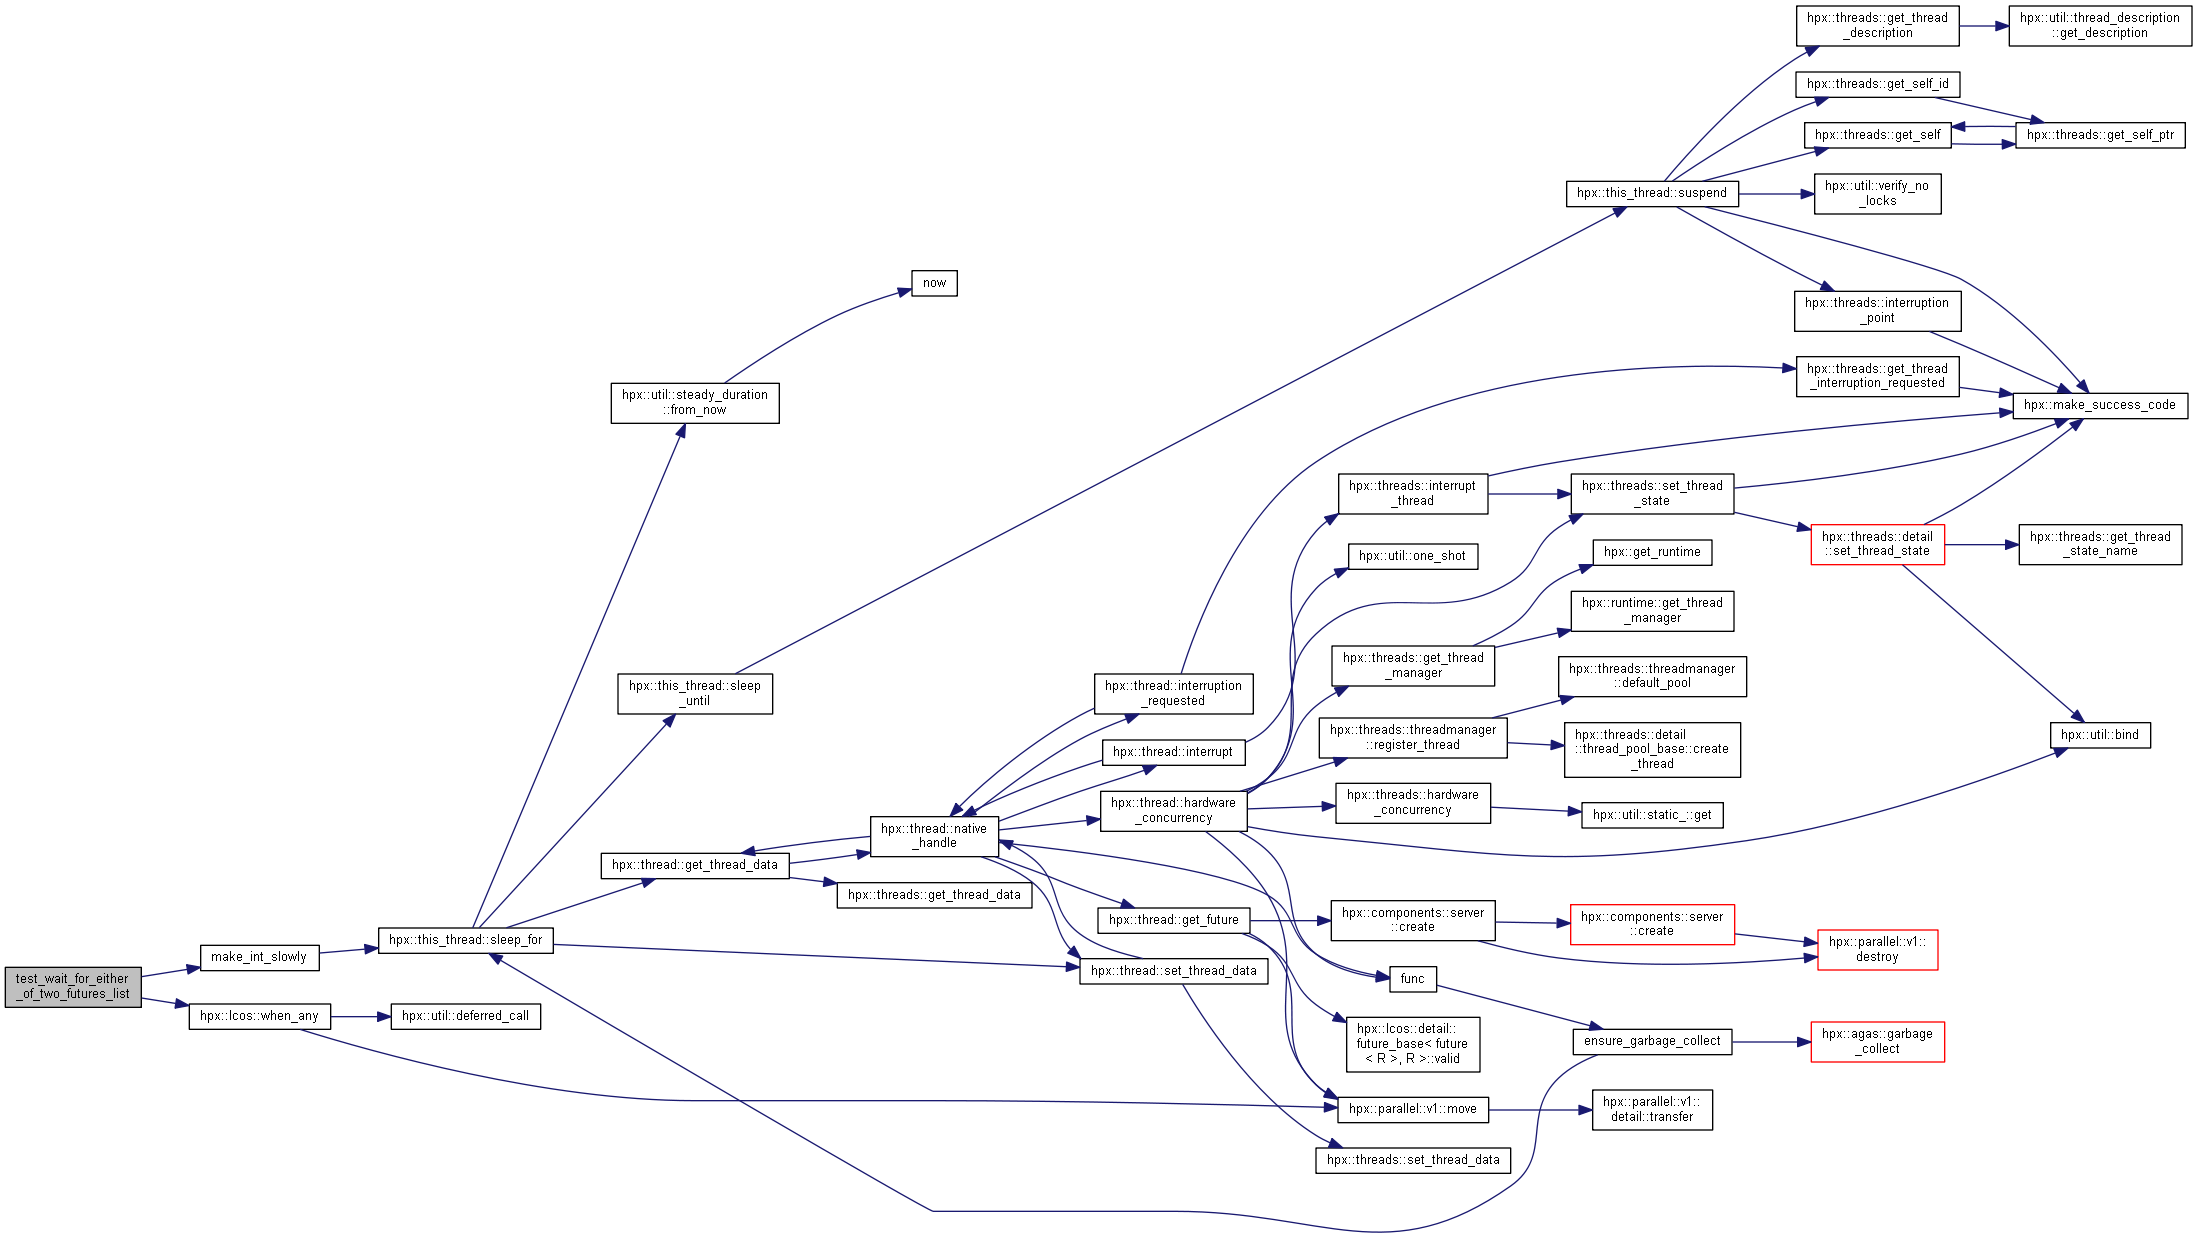 test_wait_for_either
_of_two_futures_list
make_int_slowly
hpx::lcos::when_any
hpx::this_thread::sleep_for
hpx::util::deferred_call
hpx::util::steady_duration
::from_now
hpx::this_thread::sleep
_until
hpx::thread::get_thread_data
now
hpx::thread::native
_handle
hpx::threads::get_thread_data
hpx::thread::interruption
_requested
hpx::thread::interrupt
hpx::thread::hardware
_concurrency
hpx::thread::get_future
hpx::thread::set_thread_data
hpx::threads::interrupt
_thread
hpx::util::one_shot
hpx::threads::get_thread
_manager
hpx::threads::threadmanager
::register_thread
hpx::threads::hardware
_concurrency
hpx::components::server
::create
func
hpx::lcos::detail::
future_base< future
< R >, R >::valid
hpx::parallel::v1::move
hpx::threads::set_thread_data
hpx::this_thread::suspend
hpx::threads::set_thread
_state
hpx::get_runtime
hpx::runtime::get_thread
_manager
hpx::threads::threadmanager
::default_pool
hpx::threads::detail
::thread_pool_base::create
_thread
hpx::util::static_::get
hpx::components::server
::create
ensure_garbage_collect
hpx::parallel::v1::
detail::transfer
hpx::threads::get_thread
_description
hpx::threads::get_self_id
hpx::threads::get_self
hpx::util::verify_no
_locks
hpx::threads::interruption
_point
hpx::threads::get_thread
_interruption_requested
hpx::threads::detail
::set_thread_state
hpx::parallel::v1::
destroy
hpx::agas::garbage
_collect
hpx::util::thread_description
::get_description
hpx::threads::get_self_ptr
hpx::make_success_code
hpx::threads::get_thread
_state_name
hpx::util::bind